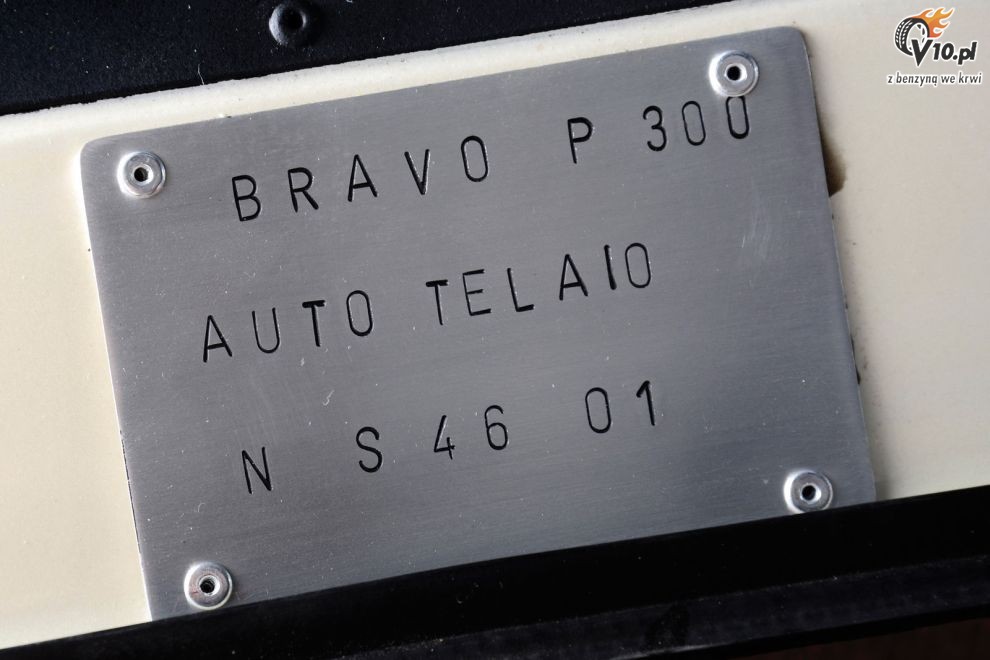 V10.pl
z benzyną we krwi
BRAVO P 300
AUTO TELAIO
N S 46 01